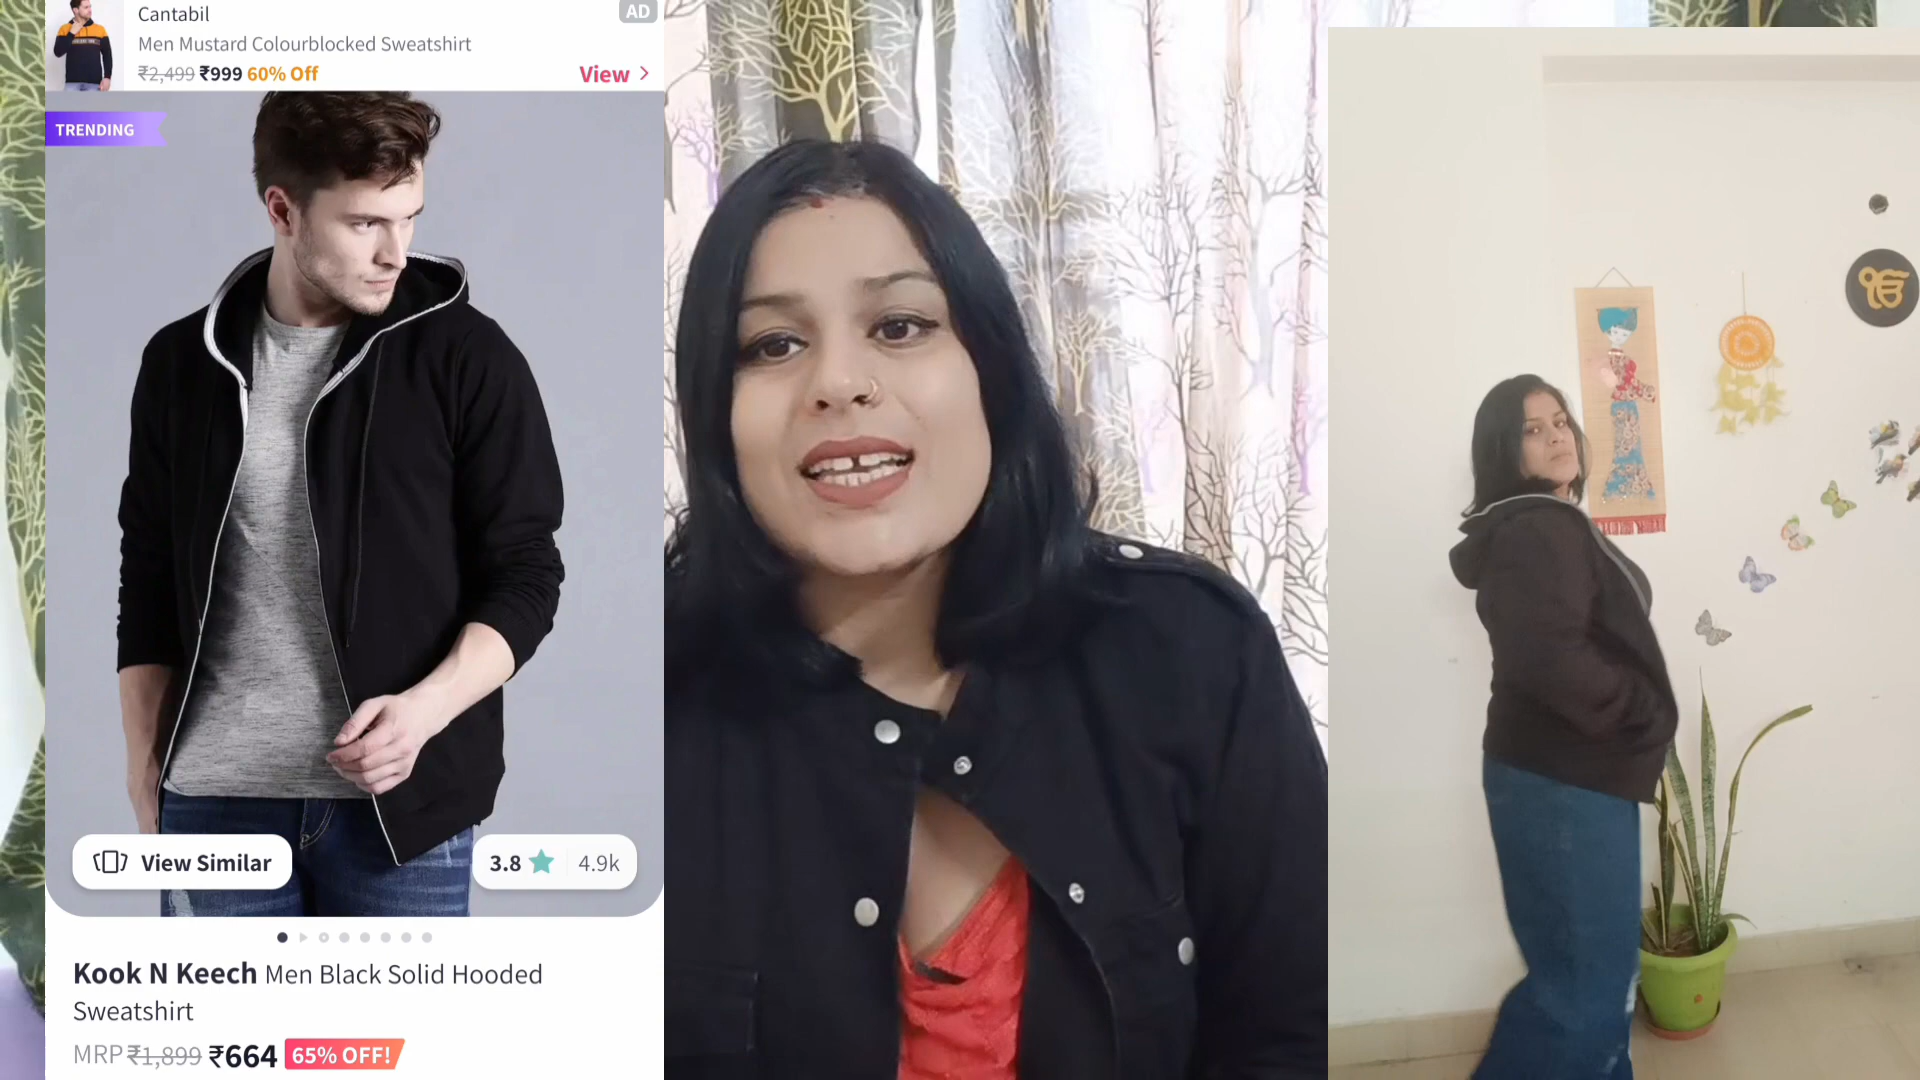 Cantabil
AD
Men Mustard Colourblocked Sweatshirt
₹2,499 ₹999 60% Off
View
TRENDING
View Similar
3.8 4.9k
Kook N Keech Men Black Solid Hooded
Sweatshirt
MRP ₹1,899 ₹664 65% OFF!
ੴ